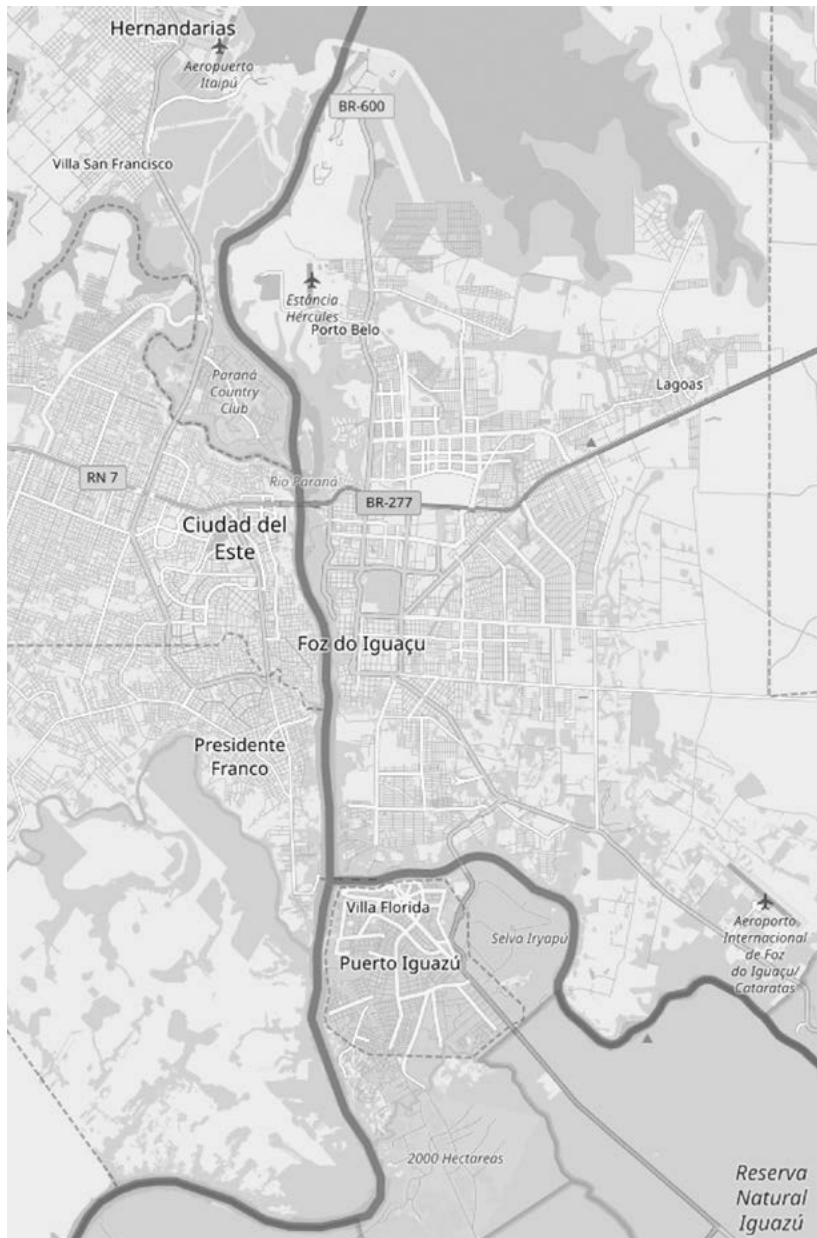 Hernandarias
Aeropuerto
Itaipú
BR-600
Villa San Francisco
Estância
Hércules
Porto Belo
Paraná
Country
Club
Lagoas
RN 7
Rio Paraná
BR-277
Ciudad del
Este
Foz do Iguaçu
Presidente
Franco
Villa Florida
Selva Iryapú
Puerto Iguazú
Aeroporto
Internacional
de Foz
do Iguaçu/
Cataratas
2000 Hectareas
Reserva
Natural
Iguazú